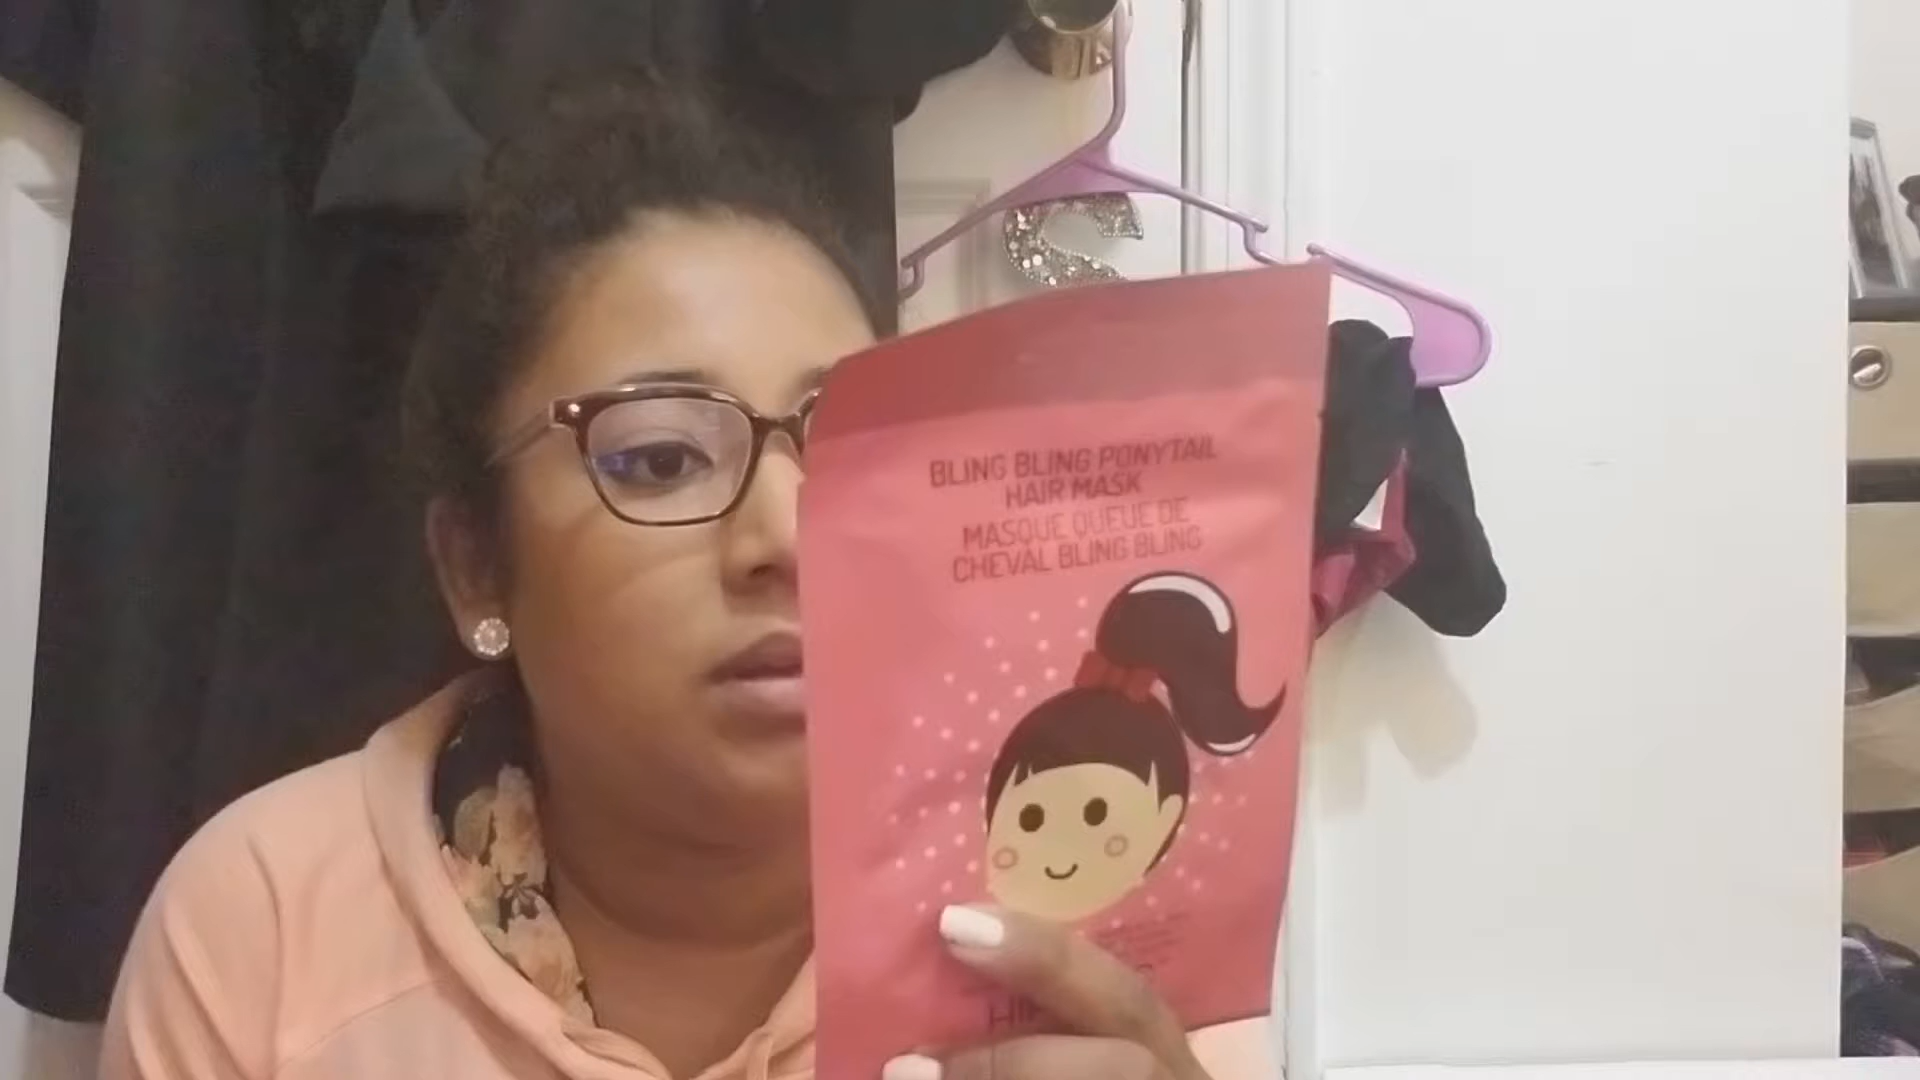 S
BLING BLING PONYTAIL
HAIR MASK
MASQUE QUEUE DE
CHEVAL BLING BLING